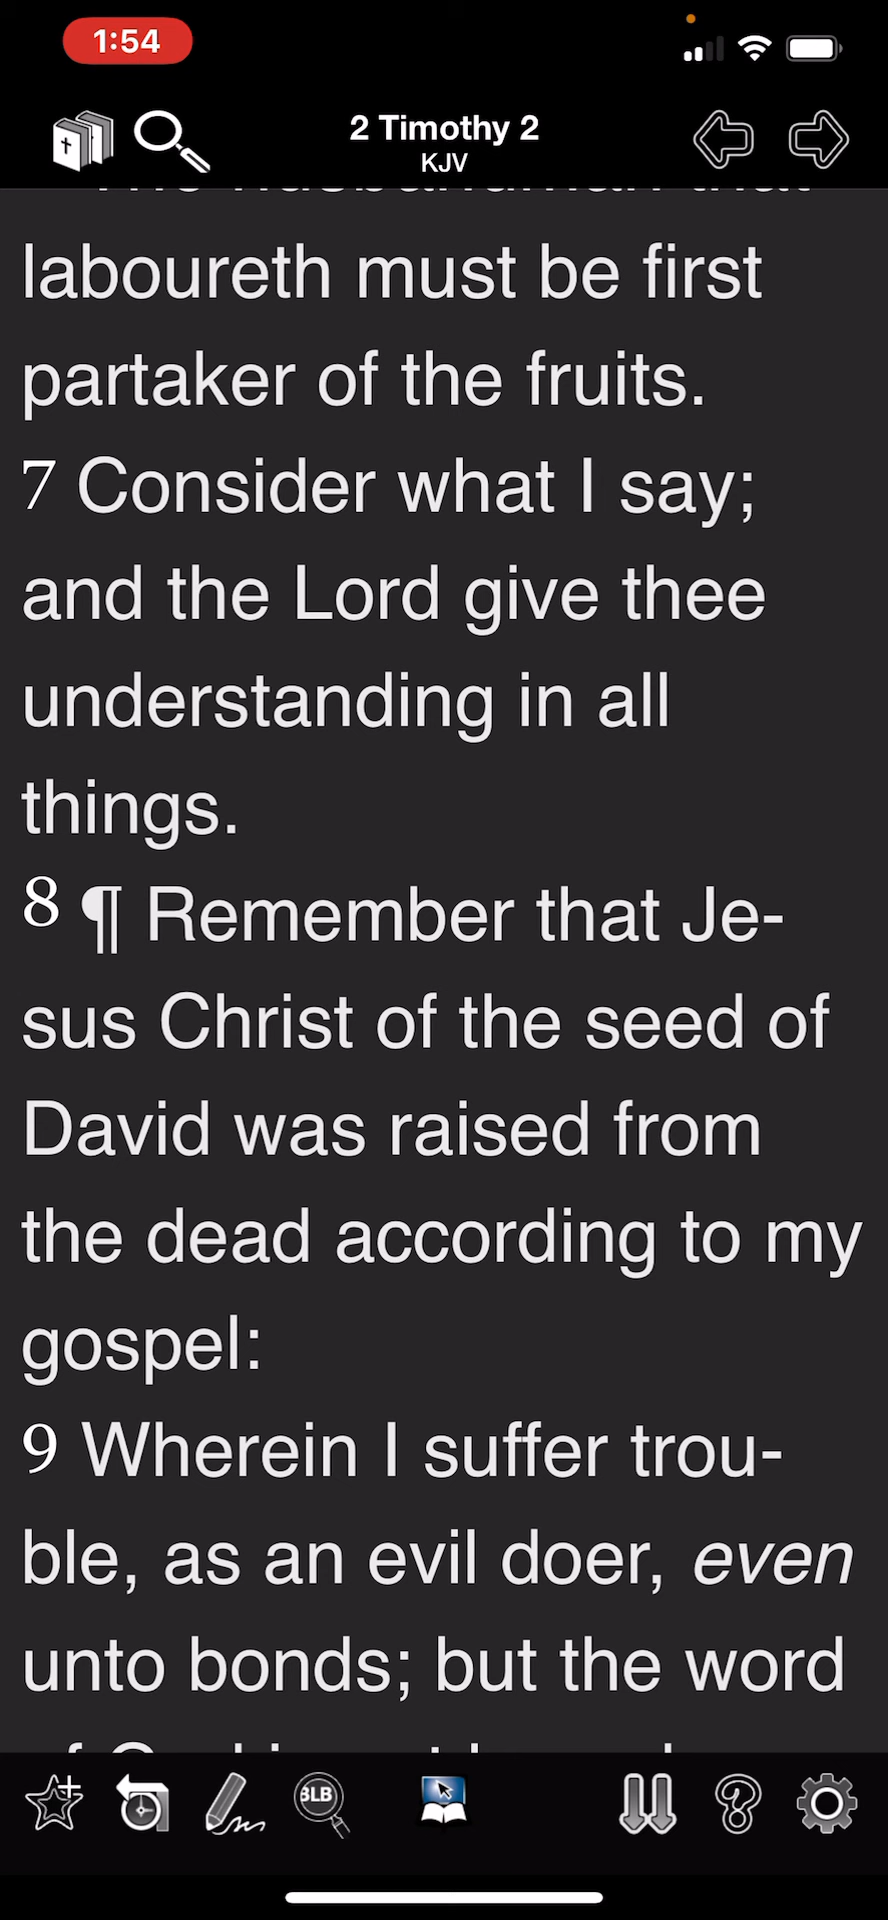 1:54
2 Timothy 2
KJV
laboureth must be first
partaker of the fruits.
7 Consider what I say;
and the Lord give thee
understanding in all
things.
8 ¶ Remember that Je-
sus Christ of the seed of
David was raised from
the dead according to my
gospel:
9 Wherein I suffer trou-
ble, as an evil doer, even
unto bonds; but the word
BLB